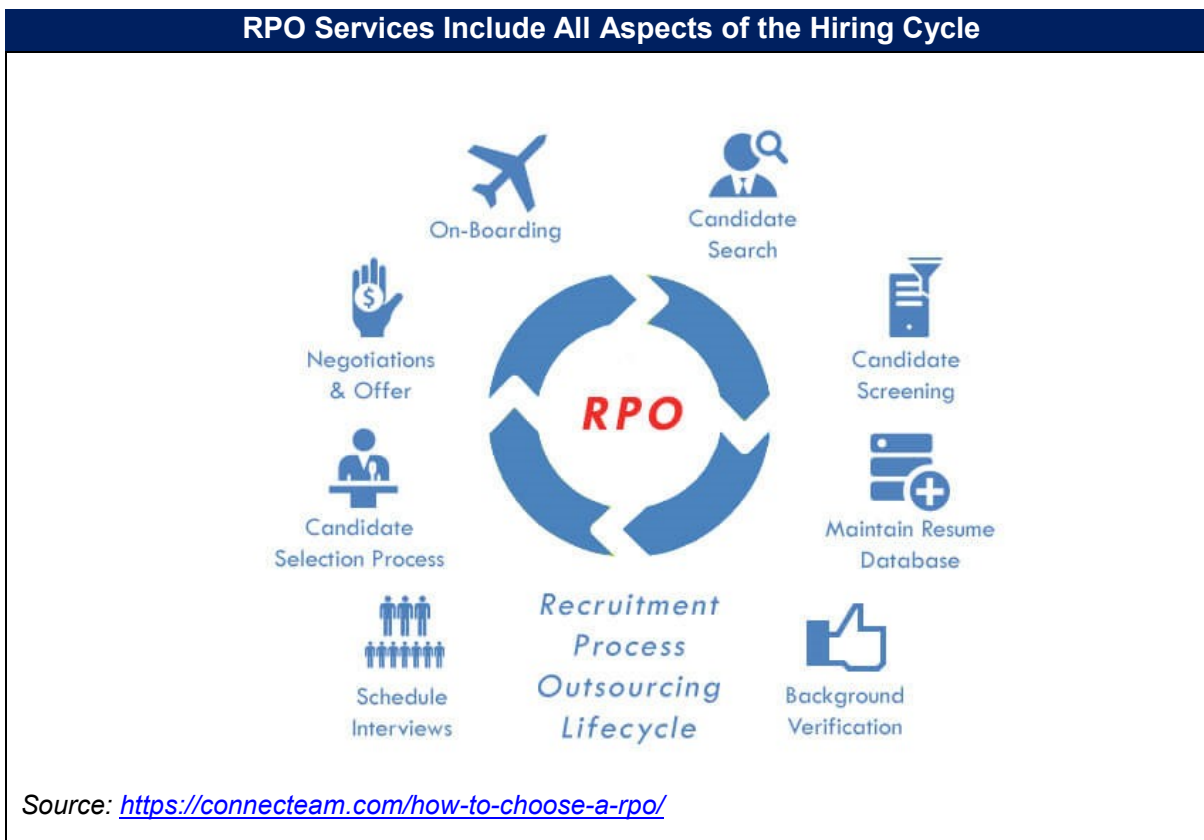 RPO Services Include All Aspects of the Hiring Cycle
On-Boarding
Candidate
Search
Negotiations
& Offer
$
Candidate
Screening
RPO
Candidate
Selection Process
Maintain Resume
Database
Schedule
Interviews
Recruitment
Process
Outsourcing
Lifecycle
Background
Verification
Source: https://connecteam.com/how-to-choose-a-rpo/